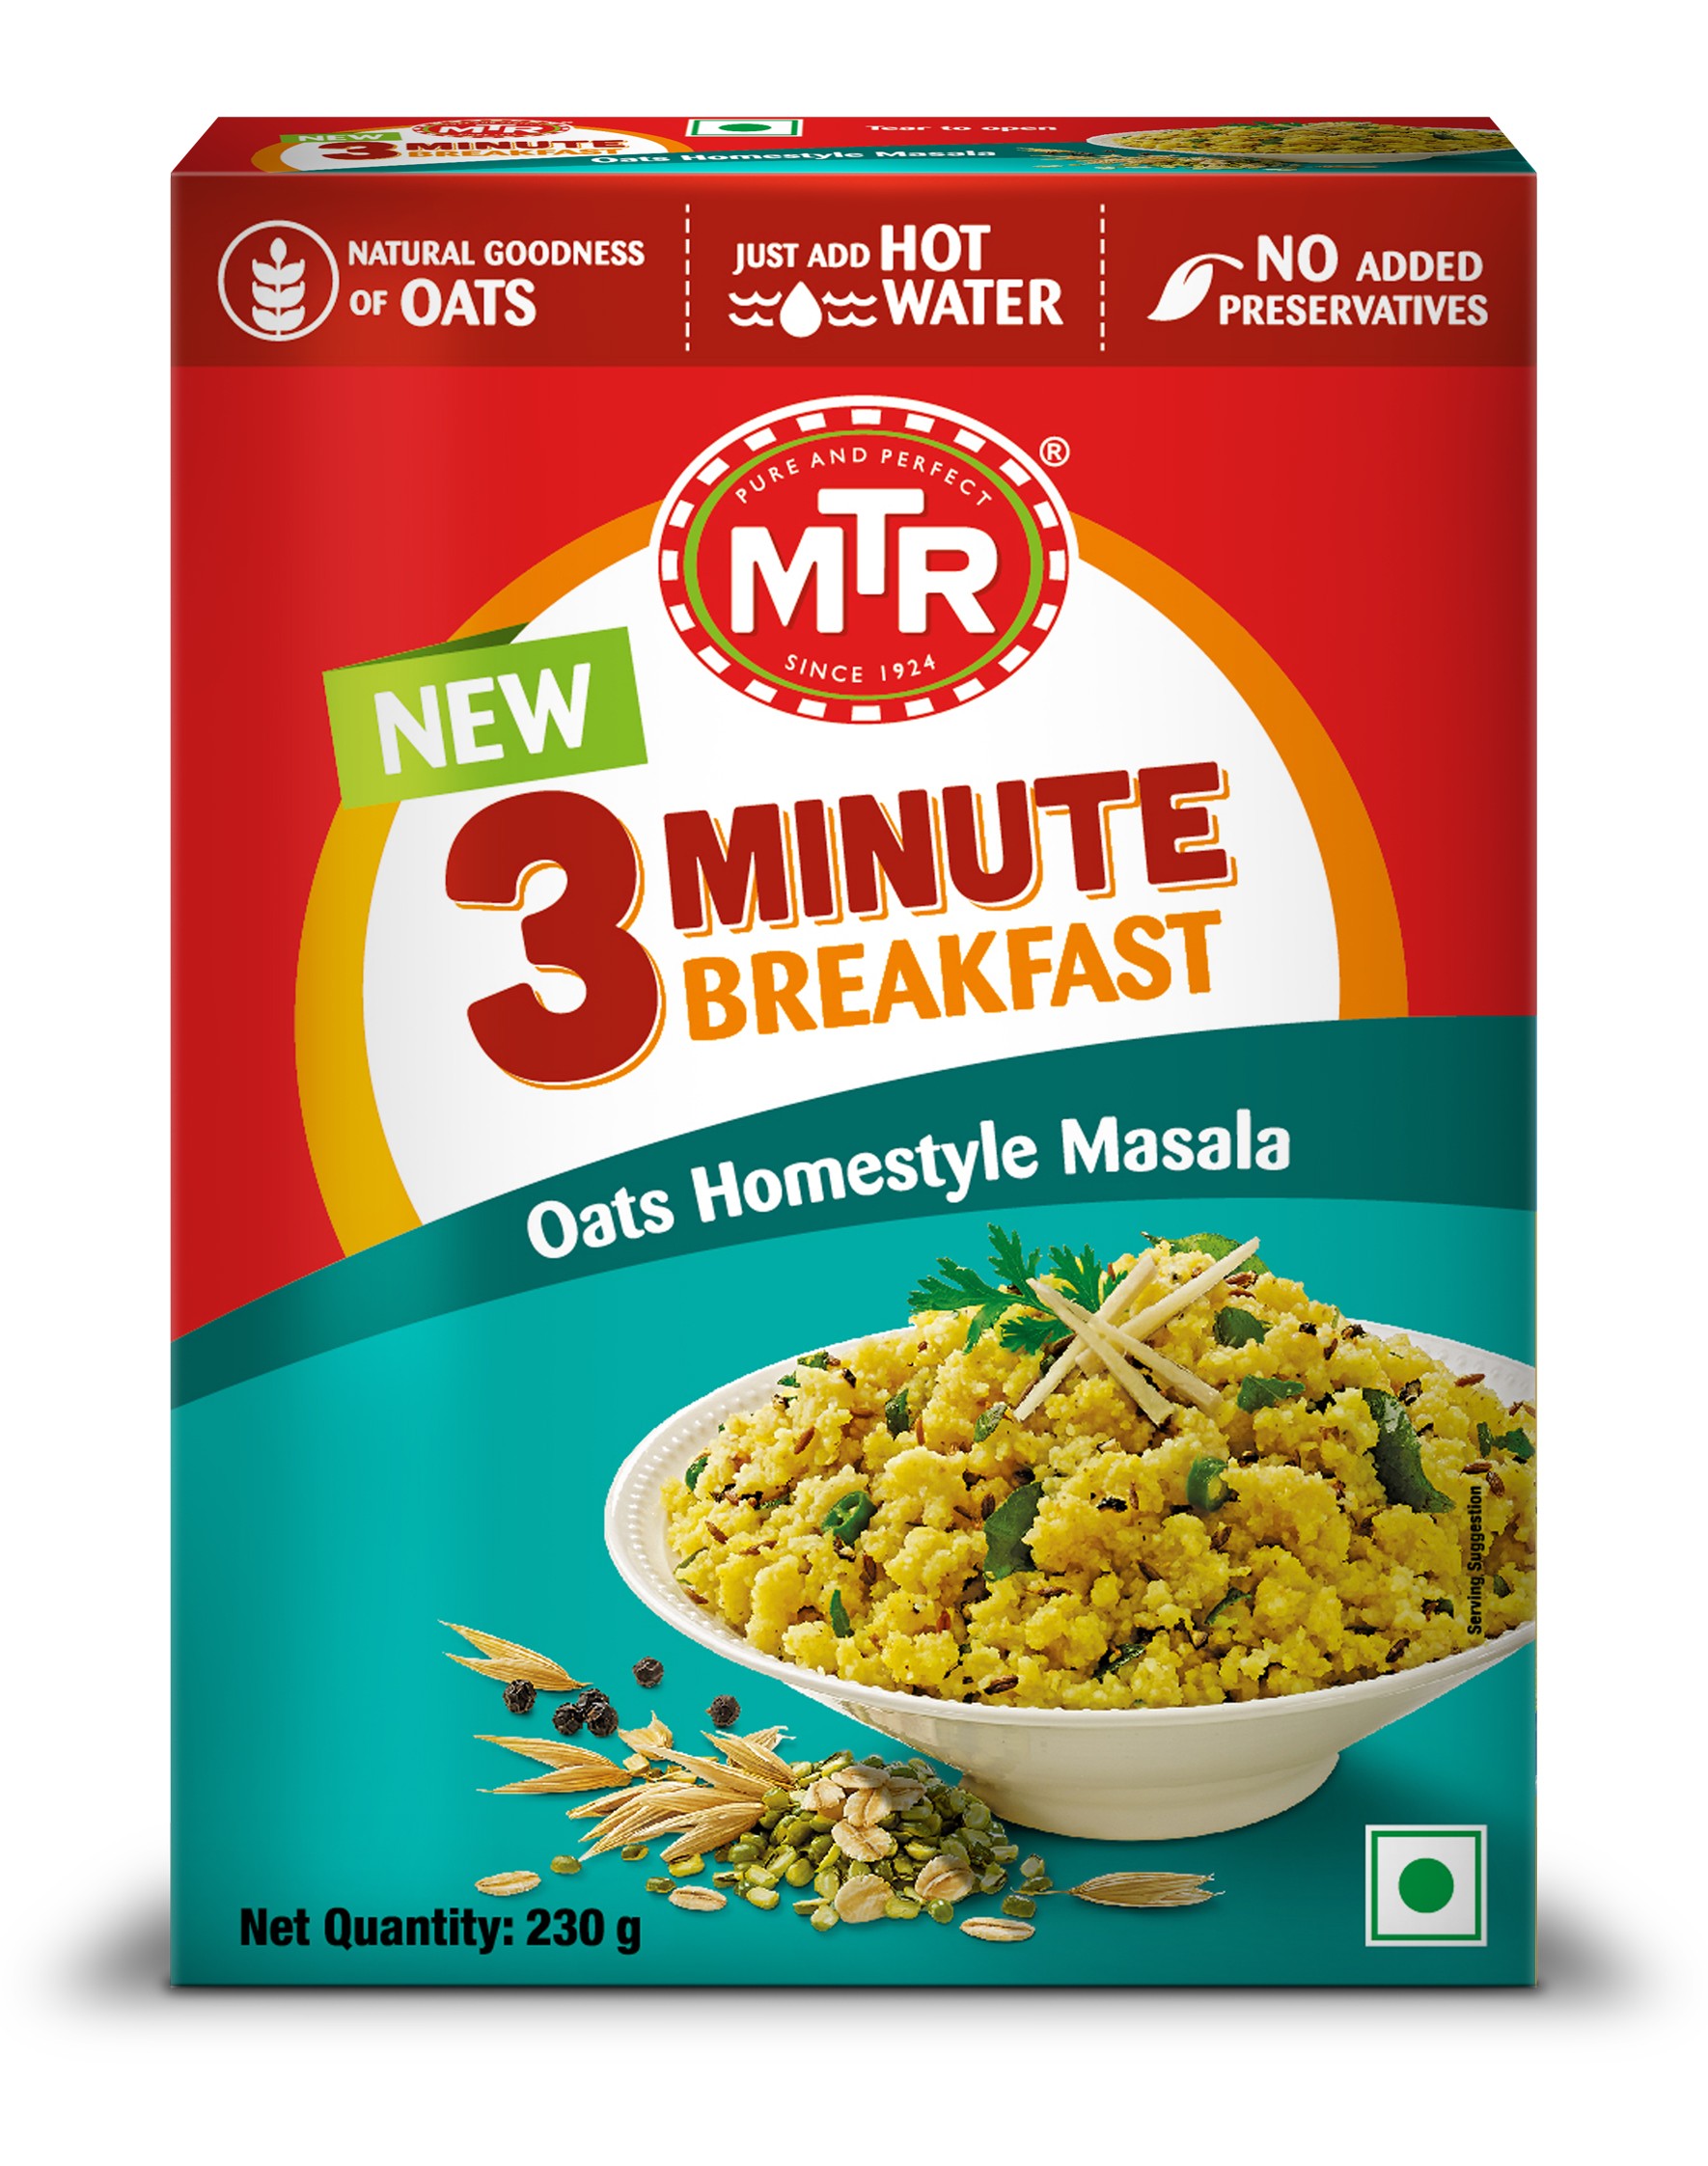 NEW
MTR
3 MINUTE
BREAKFAST
Oats Homestyle Masala
Tear to open
NATURAL GOODNESS
OF OATS
JUST ADD HOT
WATER
NO ADDED
PRESERVATIVES
PURE AND PERFECT
MTR
®
SINCE 1924
NEW
3 MINUTE
BREAKFAST
Oats Homestyle Masala
Serving Suggestion
Net Quantity: 230 g